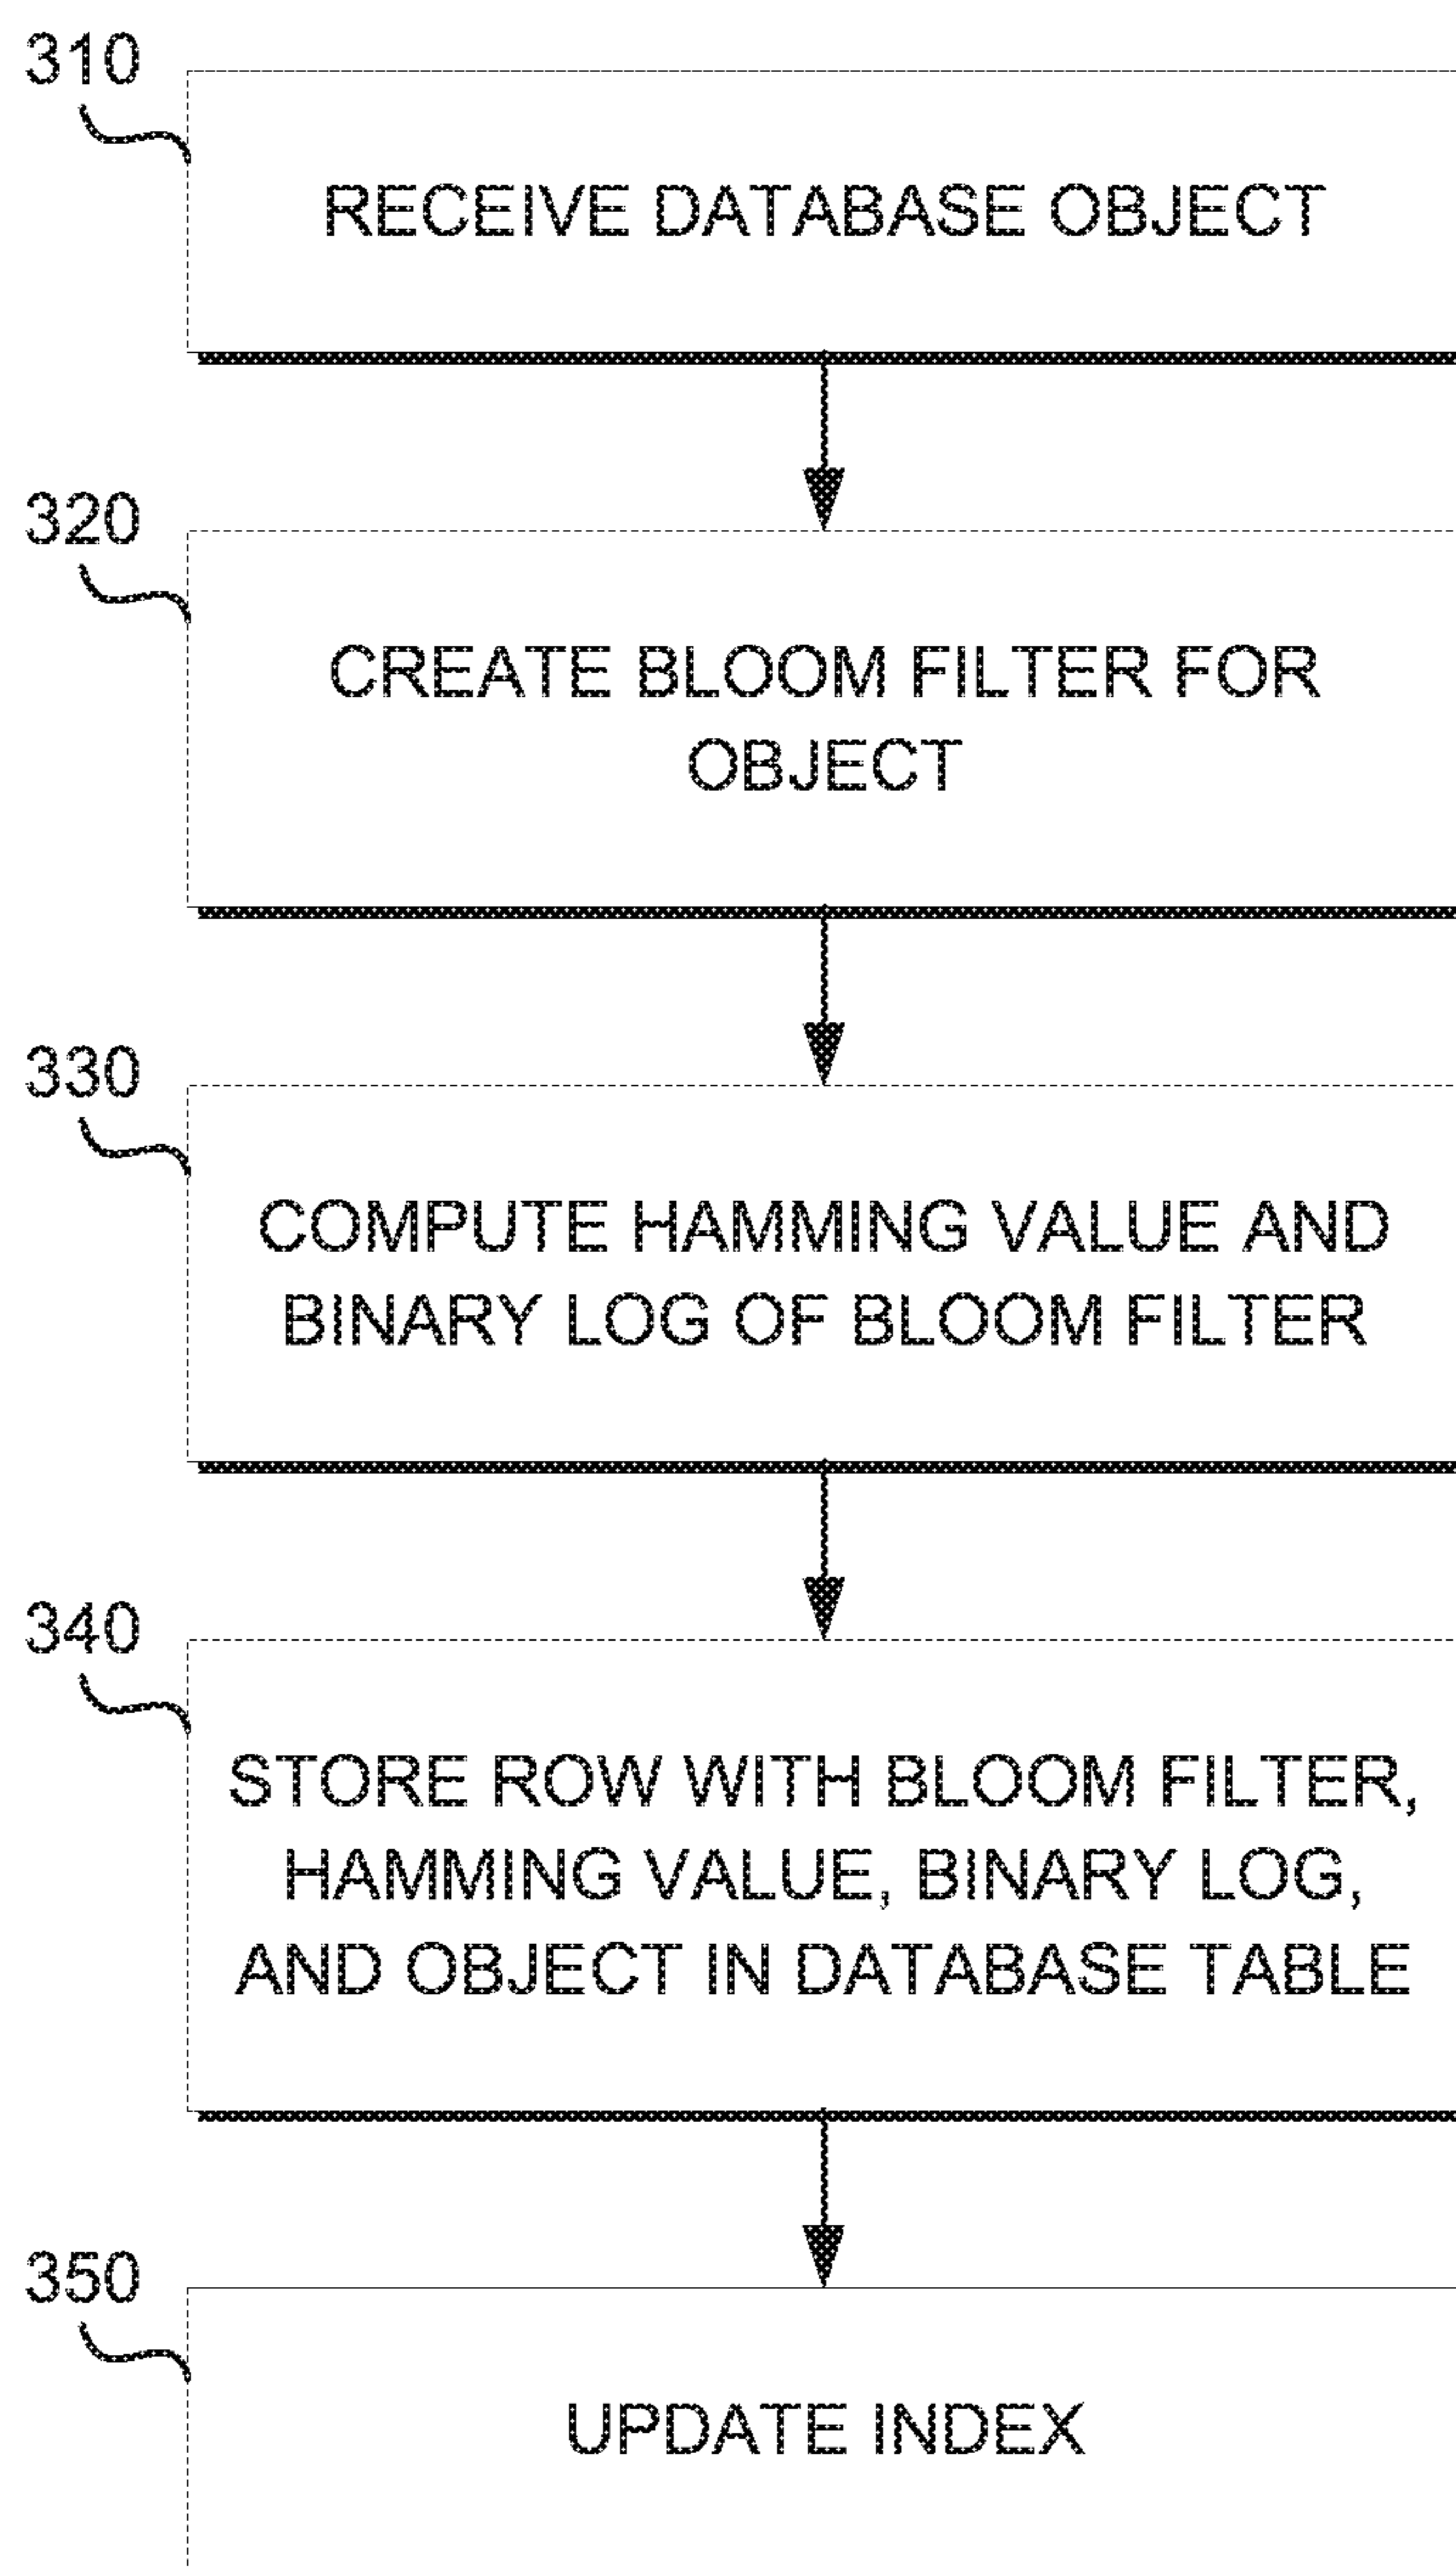 310
RECEIVE DATABASE OBJECT
320
CREATE BLOOM FILTER FOR
OBJECT
330
COMPUTE HAMMING VALUE AND
BINARY LOG OF BLOOM FILTER
340
STORE ROW WITH BLOOM FILTER,
HAMMING VALUE, BINARY LOG,
AND OBJECT IN DATABASE TABLE
350
UPDATE INDEX